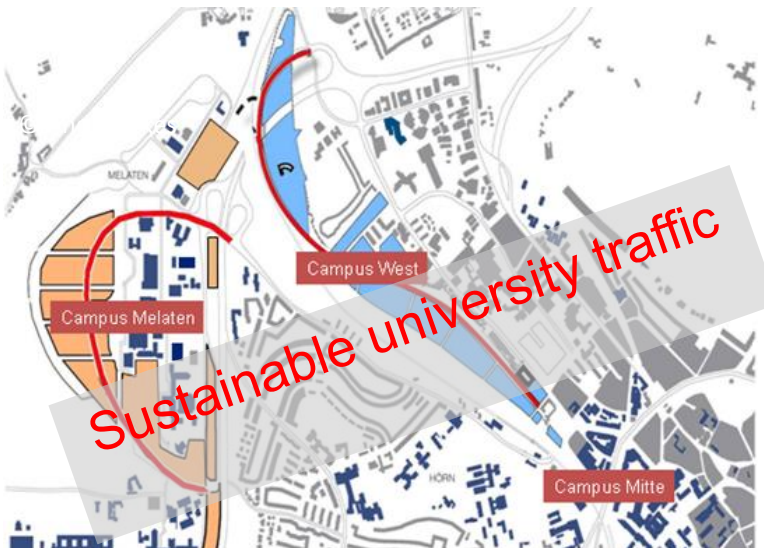 MELATEN
Campus West
Campus Melaten
Sustainable university traffic
HÖRN
Campus Mitte